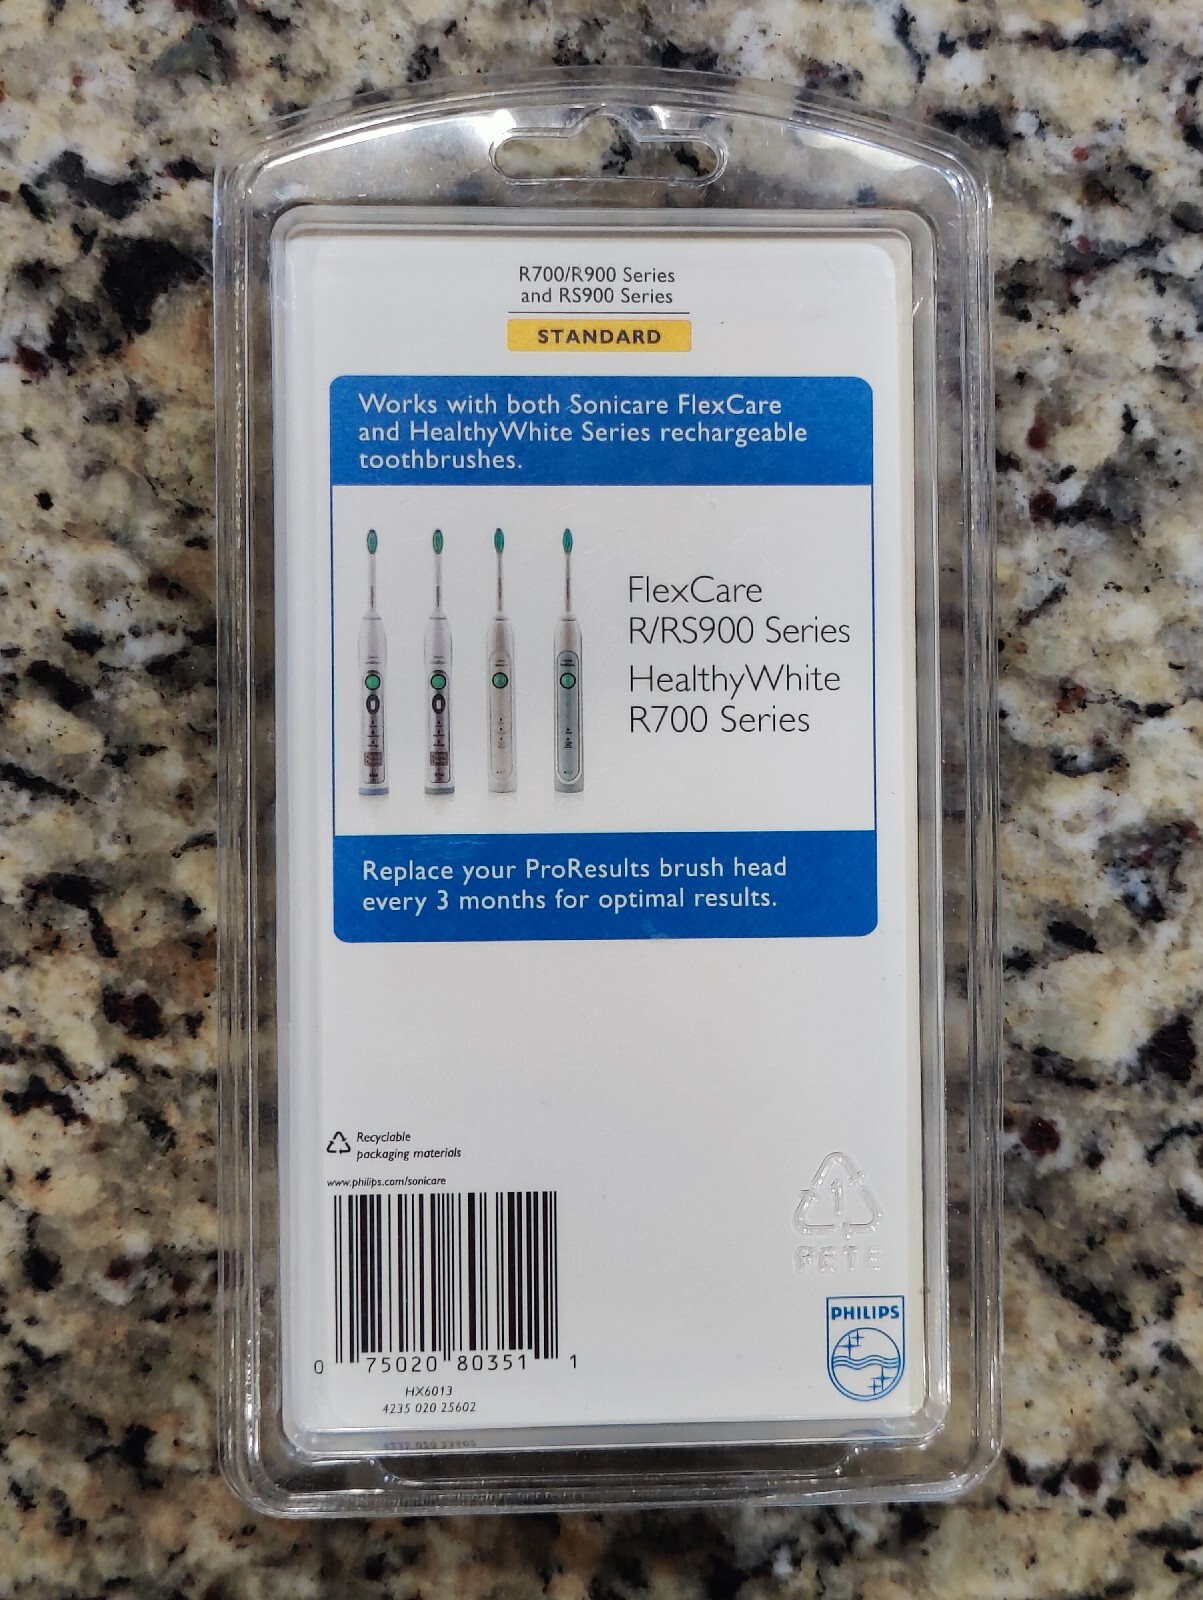 R700/R900 Series
and RS900 Series
STANDARD
Works with both Sonicare FlexCare
and HealthyWhite Series rechargeable
toothbrushes.
FlexCare
R/RS900 Series
HealthyWhite
R700 Series
Replace your ProResults brush head
every 3 months for optimal results.
Recyclable
packaging materials
www.philips.com/sonicare
0 75020 80351 1
HX6013
4235 020 25602
1
PETE
PHILIPS